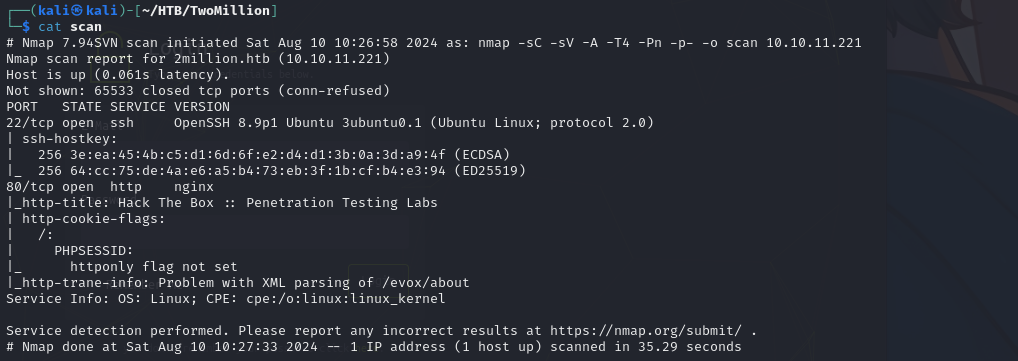 ┌──(kali㉿kali)-[~/HTB/TwoMillion]
└─$ cat scan
# Nmap 7.94SVN scan initiated Sat Aug 10 10:26:58 2024 as: nmap -sC -sV -A -T4 -Pn -p- -o scan 10.10.11.221
Nmap scan report for 2million.htb (10.10.11.221)
Host is up (0.061s latency).
Not shown: 65533 closed tcp ports (conn-refused)
PORT   STATE SERVICE VERSION
22/tcp open  ssh     OpenSSH 8.9p1 Ubuntu 3ubuntu0.1 (Ubuntu Linux; protocol 2.0)
| ssh-hostkey:
|   256 3e:ea:45:4b:c5:d1:6d:6f:e2:d4:d1:3b:0a:3d:a9:4f (ECDSA)
|_  256 64:cc:75:de:4a:e6:a5:b4:73:eb:3f:1b:cf:b4:e3:94 (ED25519)
80/tcp open  http    nginx
|_http-title: Hack The Box :: Penetration Testing Labs
| http-cookie-flags:
|   /:
|     PHPSESSID:
|_      httponly flag not set
|_http-trane-info: Problem with XML parsing of /evox/about
Service Info: OS: Linux; CPE: cpe:/o:linux:linux_kernel

Service detection performed. Please report any incorrect results at https://nmap.org/submit/ .
# Nmap done at Sat Aug 10 10:27:33 2024 -- 1 IP address (1 host up) scanned in 35.29 seconds